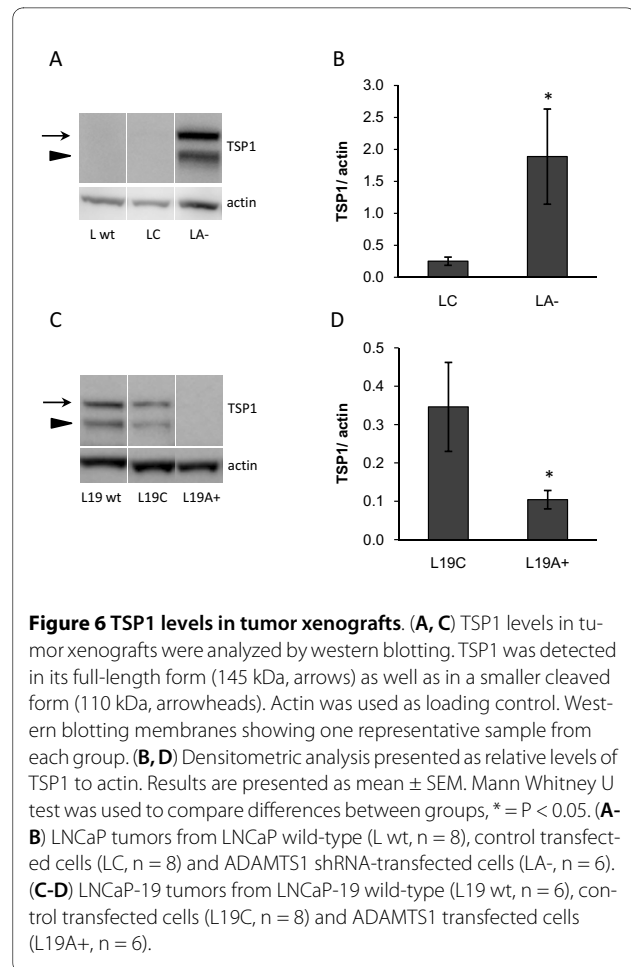 A
TSP1
actin
L wt LC LA-
B
3.0
2.5
2.0
1.5
1.0
0.5
0.0
TSP1/ actin
*
LC LA-
C
TSP1
actin
L19 wt L19C L19A+
D
0.5
0.4
0.3
0.2
0.1
0.0
TSP1/ actin
*
L19C L19A+
Figure 6 TSP1 levels in tumor xenografts. (A, C) TSP1 levels in tu-
mor xenografts were analyzed by western blotting. TSP1 was detected
in its full-length form (145 kDa, arrows) as well as in a smaller cleaved
form (110 kDa, arrowheads). Actin was used as loading control. West-
ern blotting membranes showing one representative sample from
each group. (B, D) Densitometric analysis presented as relative levels of
TSP1 to actin. Results are presented as mean ± SEM. Mann Whitney U
test was used to compare differences between groups, * = P < 0.05. (A-
B) LNCaP tumors from LNCaP wild-type (L wt, n = 8), control transfect-
ed cells (LC, n = 8) and ADAMTS1 shRNA-transfected cells (LA-, n = 6).
(C-D) LNCaP-19 tumors from LNCaP-19 wild-type (L19 wt, n = 6), con-
trol transfected cells (L19C, n = 8) and ADAMTS1 transfected cells
(L19A+, n = 6).